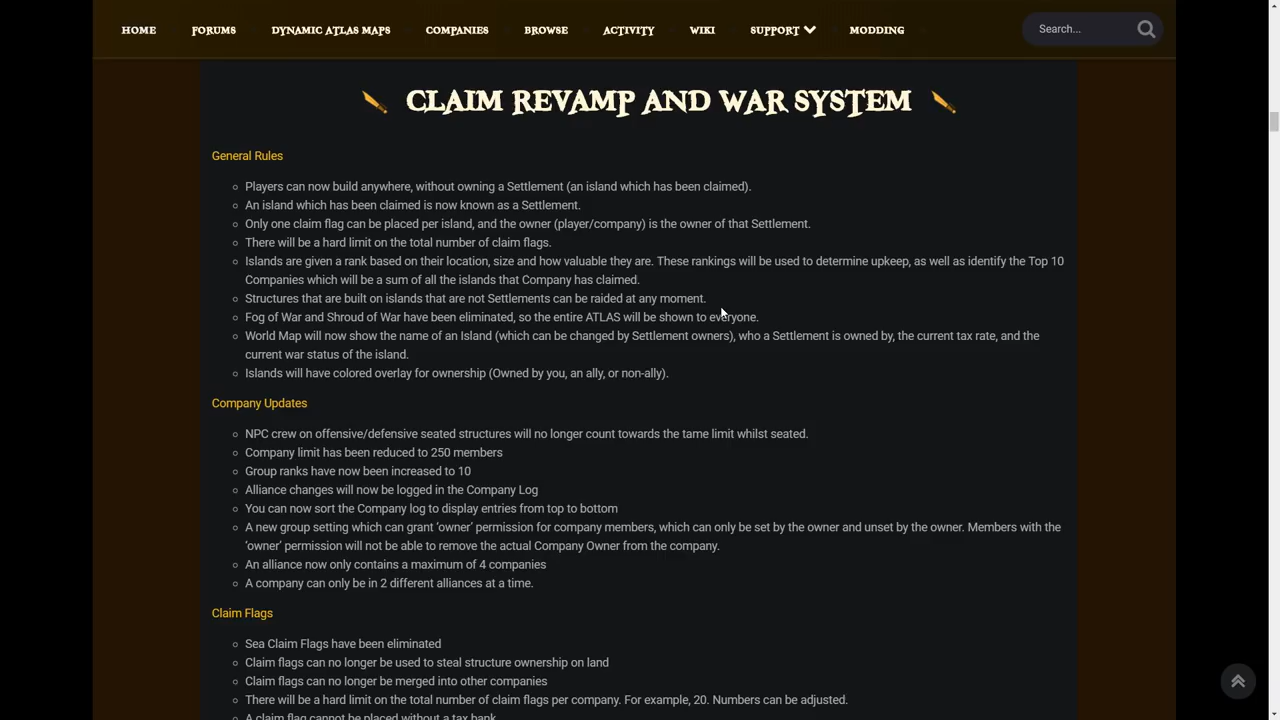 HOME FORUMS DYNAMIC ATLAS MAPS COMPANIES BROWSE ACTIVITY WIKI SUPPORT MODDING Search...
CLAIM REVAMP AND WAR SYSTEM
General Rules
Players can now build anywhere, without owning a Settlement (an island which has been claimed).
An island which has been claimed is now known as a Settlement.
Only one claim flag can be placed per island, and the owner (player/company) is the owner of that Settlement.
There will be a hard limit on the total number of claim flags.
Islands are given a rank based on their location, size and how valuable they are. These rankings will be used to determine upkeep, as well as identify the Top 10
Companies which will be a sum of all the islands that Company has claimed.
Structures that are built on islands that are not Settlements can be raided at any moment.
Fog of War and Shroud of War have been eliminated, so the entire ATLAS will be shown to everyone.
World Map will now show the name of an Island (which can be changed by Settlement owners), who a Settlement is owned by, the current tax rate, and the
current war status of the island.
Islands will have colored overlay for ownership (Owned by you, an ally, or non-ally).
Company Updates
NPC crew on offensive/defensive seated structures will no longer count towards the tame limit whilst seated.
Company limit has been reduced to 250 members
Group ranks have now been increased to 10
Alliance changes will now be logged in the Company Log
You can now sort the Company log to display entries from top to bottom
A new group setting which can grant ‘owner’ permission for company members, which can only be set by the owner and unset by the owner. Members with the
‘owner’ permission will not be able to remove the actual Company Owner from the company.
An alliance now only contains a maximum of 4 companies
A company can only be in 2 different alliances at a time.
Claim Flags
Sea Claim Flags have been eliminated
Claim flags can no longer be used to steal structure ownership on land
Claim flags can no longer be merged into other companies
There will be a hard limit on the total number of claim flags per company. For example, 20. Numbers can be adjusted.
A claim flag cannot be placed without a tax bank